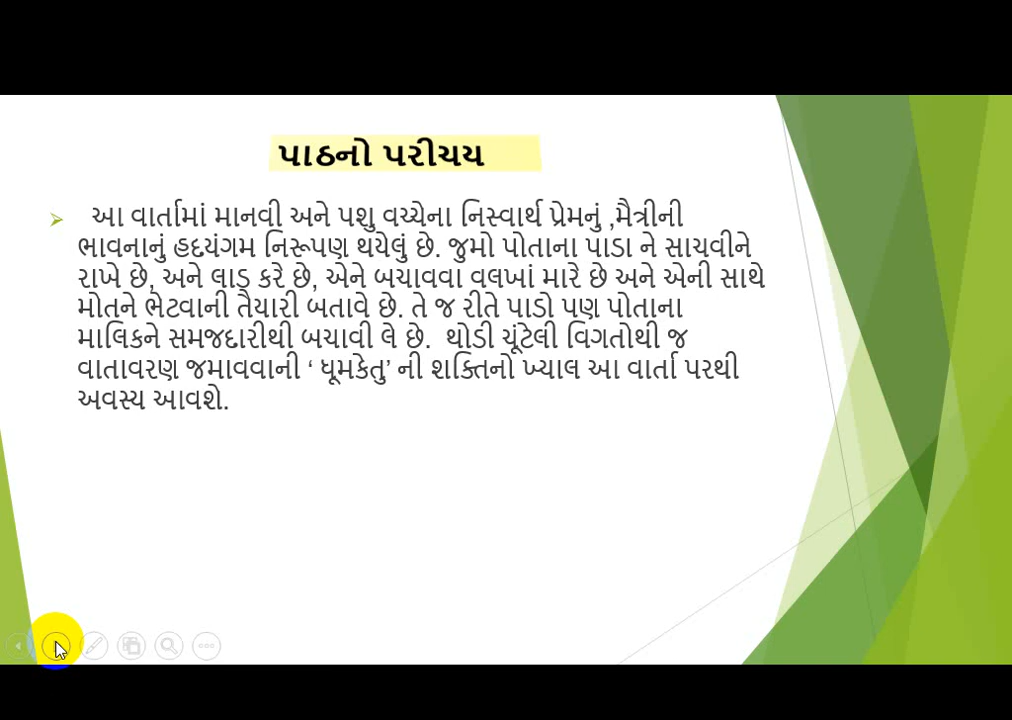 પાઠનો પરીચય
આ વાર્તામાં માનવી અને પશુ વચ્ચેના નિસ્વાર્થ પ્રેમનું ,મૈત્રીની
ભાવનાનું હદયંગમ નિરૂપણ થયેલું છે. જુમો પોતાના પાડા ને સાચવીને
રાખે છે, અને લાડ કરે છે, એને બચાવવા વલખાં મારે છે અને એની સાથે
મોતને ભેટવાની તૈયારી બતાવે છે. તે જ રીતે પાડો પણ પોતાના
માલિકને સમજદારીથી બચાવી લે છે. થોડી ચૂંટેલી વિગતોથી જ
વાતાવરણ જમાવવાની ‘ ધૂમકેતુ’ ની શક્તિનો ખ્યાલ આ વાર્તા પરથી
અવસ્ય આવશે.